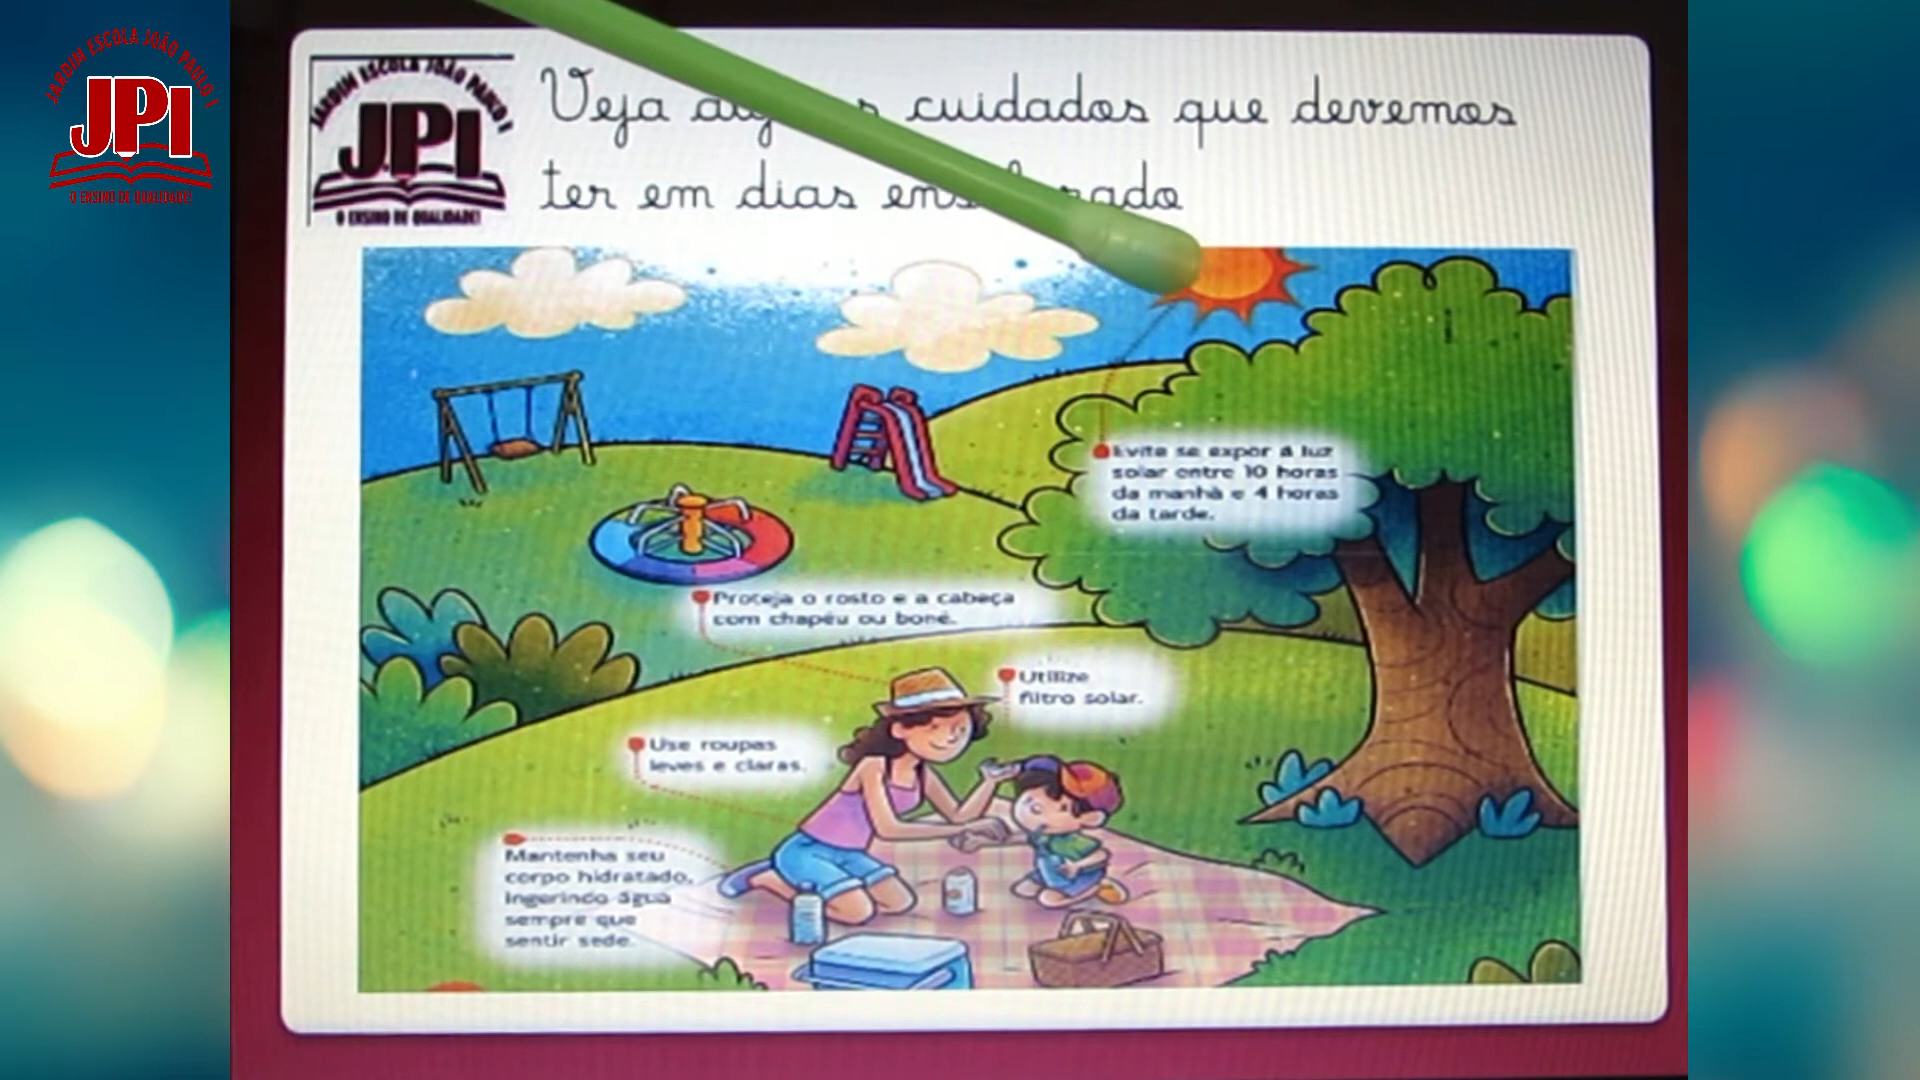 JARDIM ESCOLA JOÃO PAULO I
JPI
O ENSINO DE QUALIDADE!
JARDIM ESCOLA JOÃO PAULO I
JPI
O ENSINO DE QUALIDADE!
Veja cuidados que devemos
ter em dias
Evite se expor à luz
solar entre 10 horas
da manhã e 4 horas
da tarde.
Proteja o rosto e a cabeça
com chapéu ou boné.
Utilize
filtro solar.
Use roupas
leves e claras.
Mantenha seu
corpo hidratado,
ingerindo água
sempre que
sentir sede.